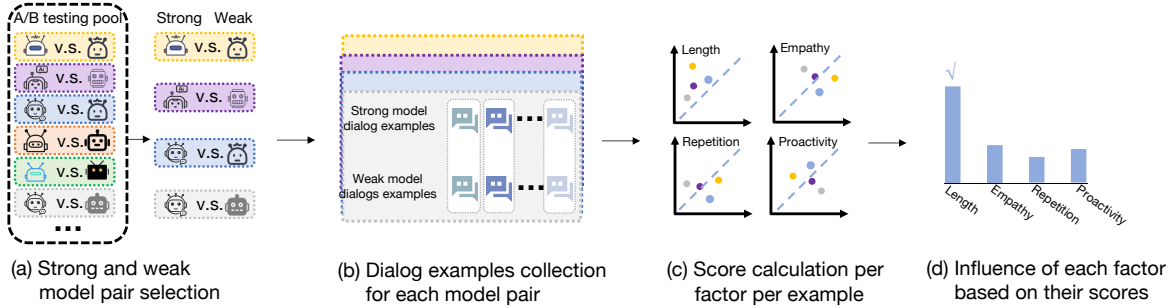 A/B testing pool
v.s.
v.s.
v.s.
v.s.
v.s.
v.s.
...
Strong Weak
v.s.
AI
v.s.
v.s.
v.s.
Strong model
dialog examples
...
Weak model
dialogs examples
...
Length
Empathy
Repetition
Proactivity
√
Length
Empathy
Repetition
Proactivity
(a) Strong and weak
model pair selection
(b) Dialog examples collection
for each model pair
(c) Score calculation per
factor per example
(d) Influence of each factor
based on their scores